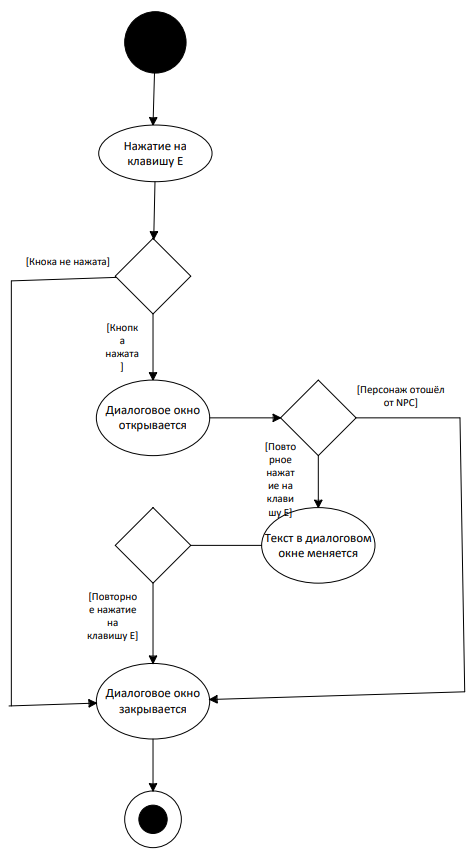 Нажатие на
клавишу E
[Кнока не нажата]
[Кнопк
а
нажата
]
Диалоговое окно
открывается
[Персонаж отошёл
от NPC]
[Повто
рное
нажат
ие на
клави
шу E]
Текст в диалоговом
окне меняется
[Повторно
е нажатие
на
клавишу E]
Диалоговое окно
закрывается